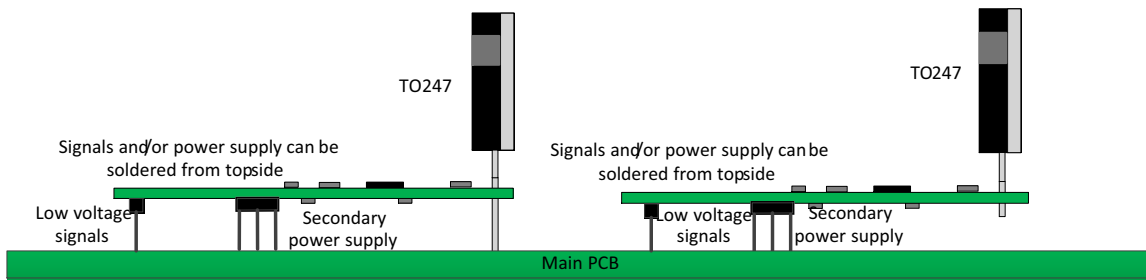 TO247
Signals and/or power supply can be
soldered from topside
Low voltage
signals
Secondary
power supply
TO247
Signals and/or power supply can be
soldered from topside
Low voltage
signals
Secondary
power supply
Main PCB